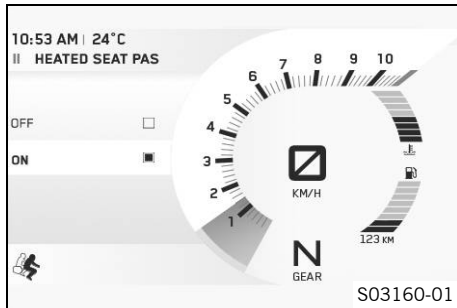 10:53 AM | 24°C
II HEATED SEAT PAS
OFF
ON
1
2
3
4
5
6
7
8
9
10
0
KM/H
N
GEAR
123 KM
S03160-01